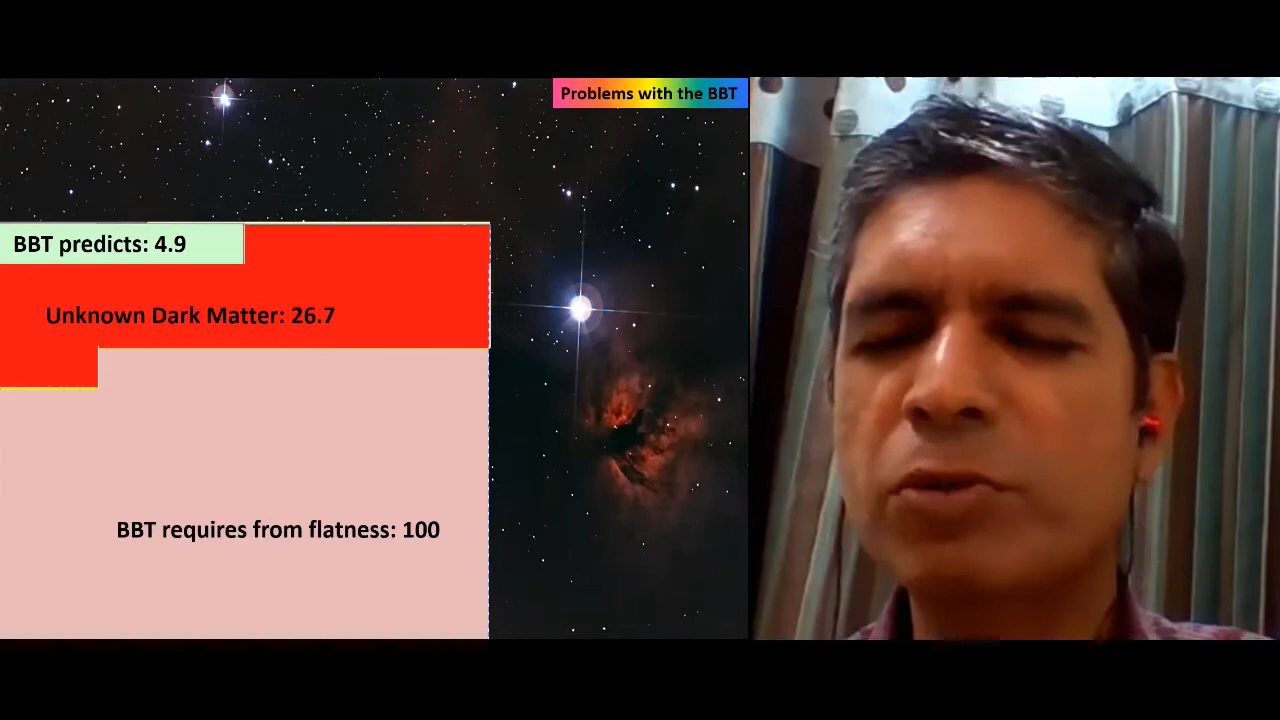 Problems with the BBT
BBT predicts: 4.9
Unknown Dark Matter: 26.7
BBT requires from flatness: 100